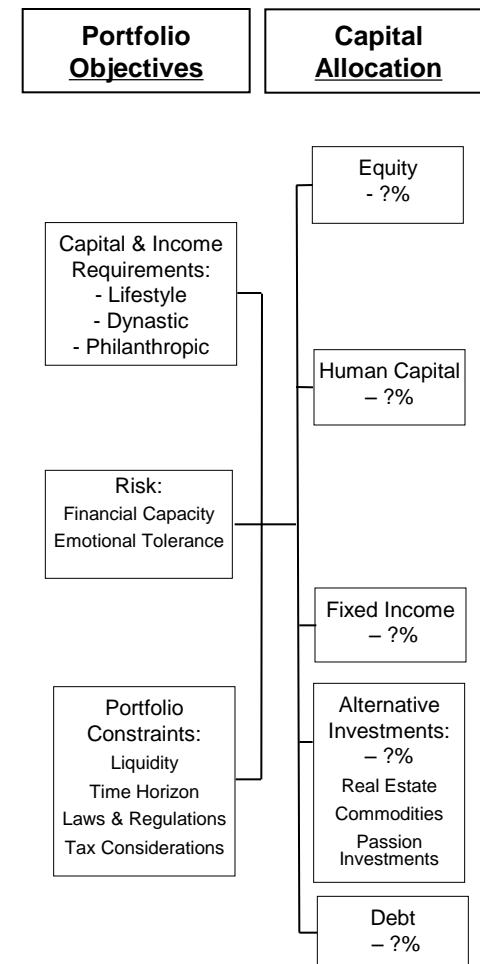 Portfolio
Objectives
Capital
Allocation
Capital & Income
Requirements:
- Lifestyle
- Dynastic
- Philanthropic
Risk:
Financial Capacity
Emotional Tolerance
Portfolio
Constraints:
Liquidity
Time Horizon
Laws & Regulations
Tax Considerations
Equity
- ?%
Human Capital
– ?%
Fixed Income
– ?%
Alternative
Investments:
– ?%
Real Estate
Commodities
Passion
Investments
Debt
– ?%